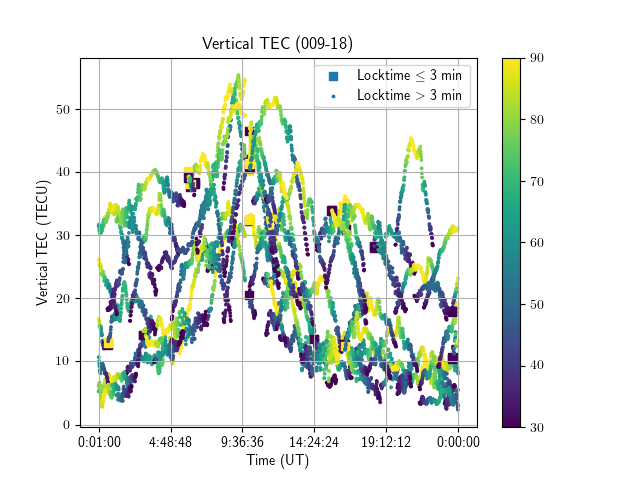 Vertical TEC (009-18)
Locktime ≤ 3 min
Locktime > 3 min
Vertical TEC (TECU)
50
40
30
20
10
0
0:01:00 4:48:48 9:36:36 14:24:24 19:12:12 0:00:00
Time (UT)
90
80
70
60
50
40
30